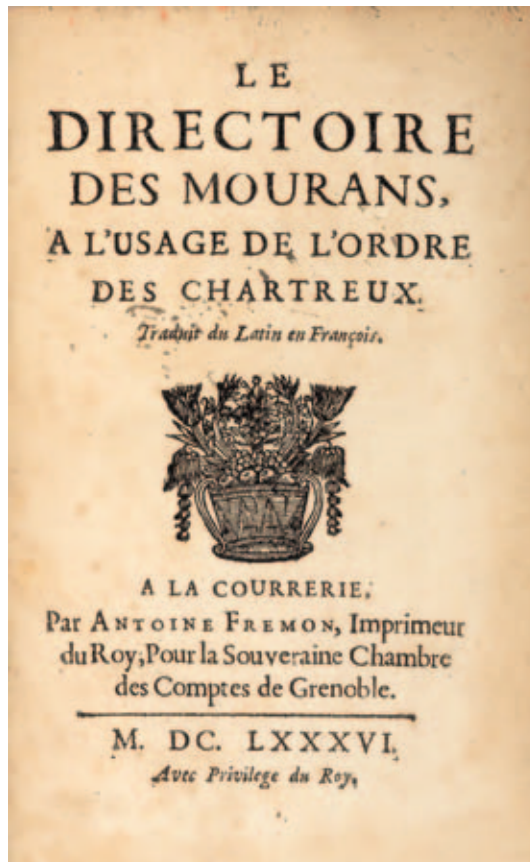 LE
DIRECTOIRE
DES MOURANS,
A L'USAGE DE L'ORDRE
DES CHARTREUX.
Traduit du Latin en François.
A LA COURRERIE,
Par ANTOINE FREMON, Imprimeur
du Roy, Pour la Souveraine Chambre
des Comptes de Grenoble.
M. DC. LXXXVI.
Avec Privilege du Roy.